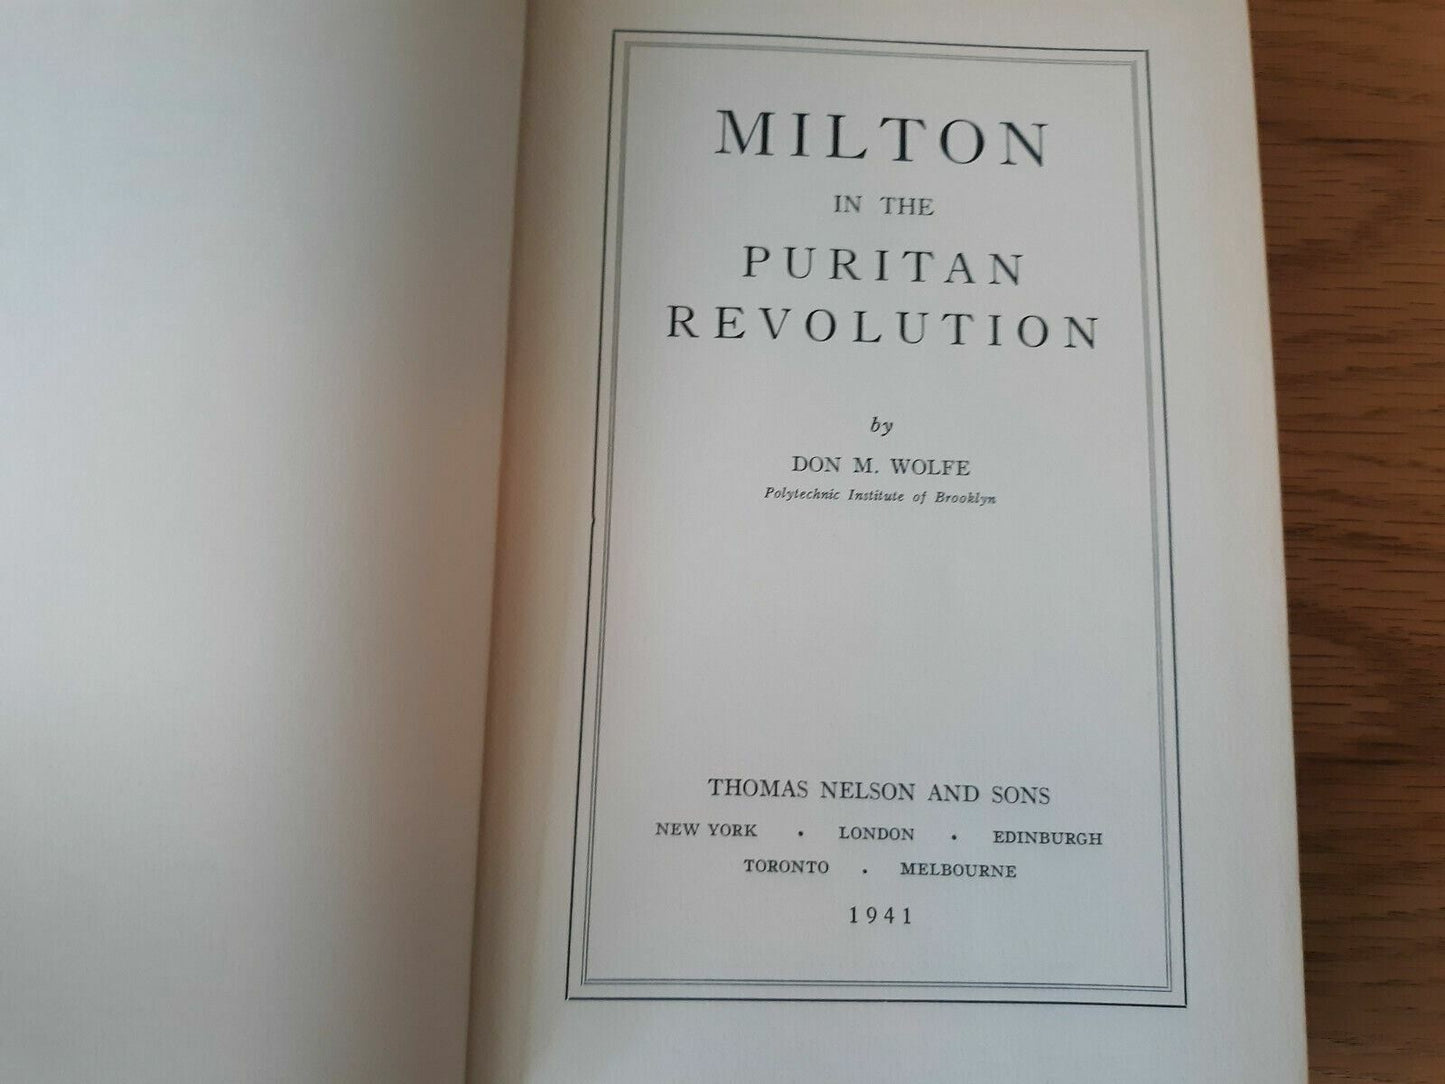 MILTON
IN THE
PURITAN
REVOLUTION
by
DON M. WOLFE
Polytechnic Institute of Brooklyn
THOMAS NELSON AND SONS
NEW YORK • LONDON • EDINBURGH
TORONTO • MELBOURNE
1941